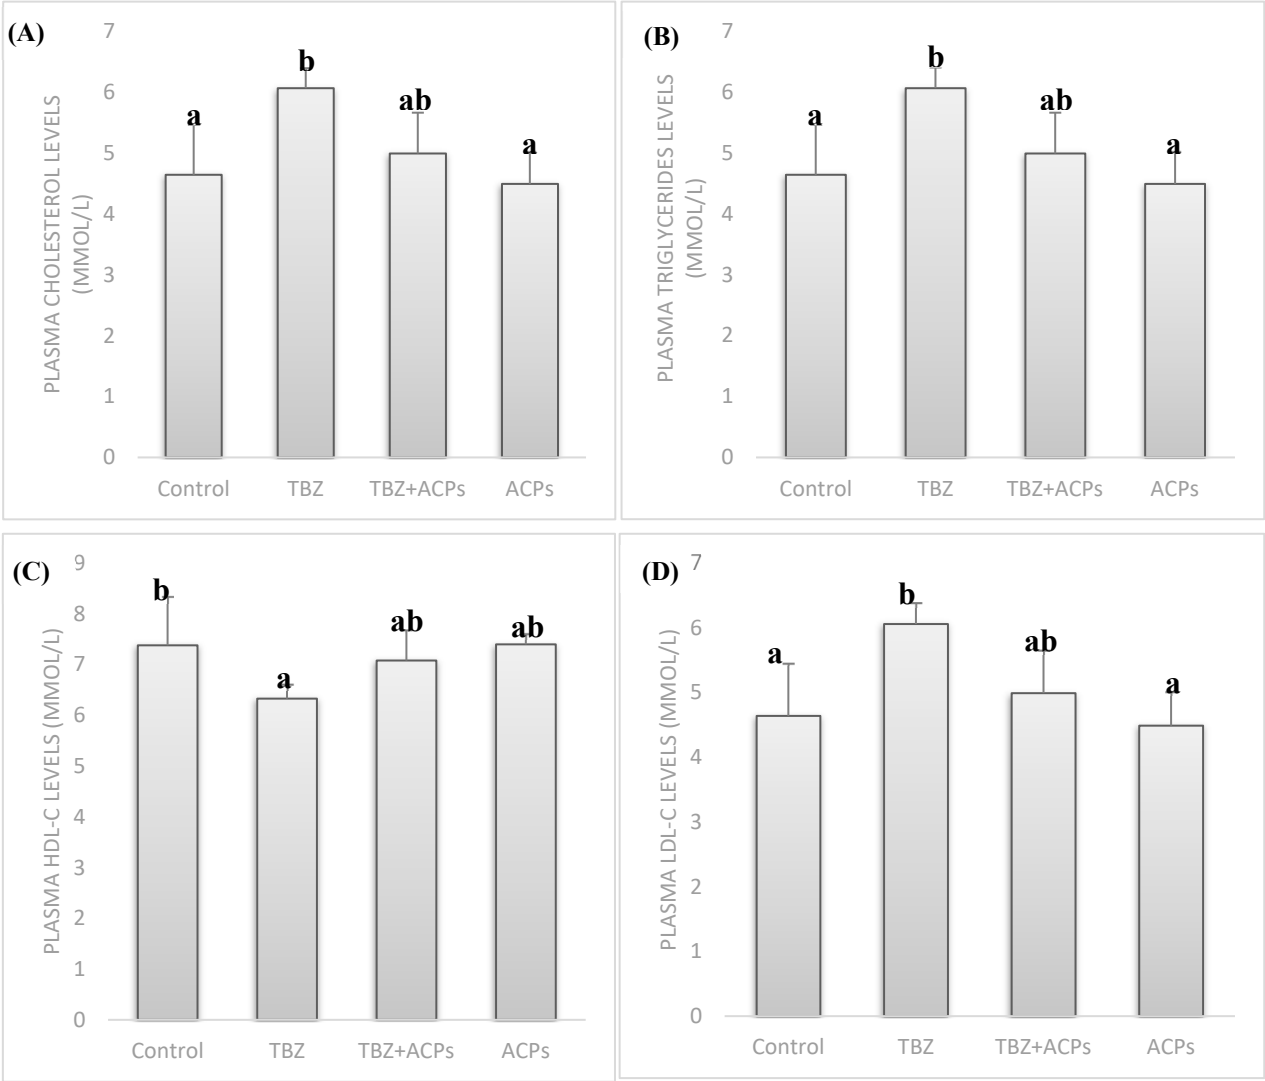 (A)
PLASMA CHOLESTEROL LEVELS
(MMOL/L)
7
6
5
4
3
2
1
0
a
b
ab
a
Control TBZ TBZ+ACPs ACPs
(B)
PLASMA TRIGLYCERIDES LEVELS
(MMOL/L)
7
6
5
4
3
2
1
0
a
b
ab
a
Control TBZ TBZ+ACPs ACPs
(C)
PLASMA HDL-C LEVELS (MMOL/L)
9
8
7
6
5
4
3
2
1
0
b
a
ab
ab
Control TBZ TBZ+ACPs ACPs
(D)
PLASMA LDL-C LEVELS (MMOL/L)
7
6
5
4
3
2
1
0
a
b
ab
a
Control TBZ TBZ+ACPs ACPs